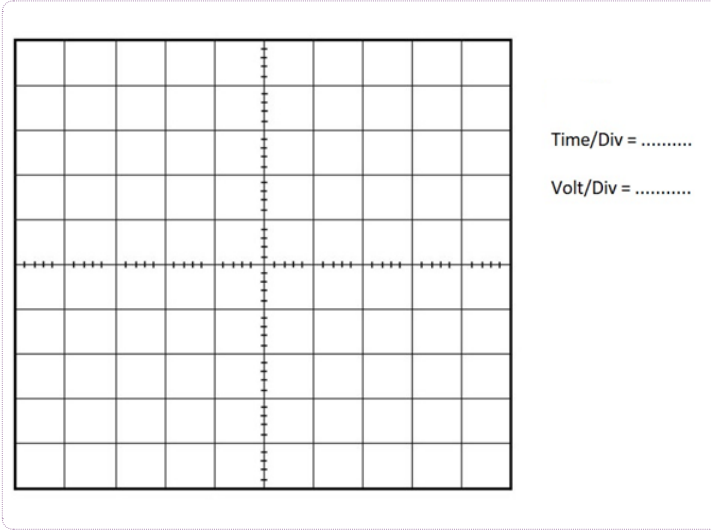 Time/Div = ..........
Volt/Div = ...........